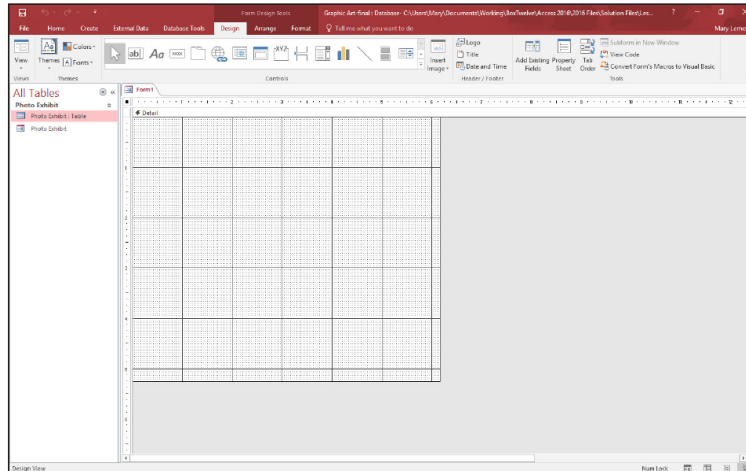 Form Design Tools
Graphic Art-final : Database- C:\Users\Mary\Documents\Working\BoxTwelve\Access 2016\2016 Files\Solution Files\Les...
?
File Home Create External Data Database Tools Design Arrange Format Tell me what you want to do
Mary Lemo
View
Themes
Colors
Fonts
ab| Aa XYZ
Insert
Image
Logo
Title
Date and Time
Add Existing
Fields
Property
Sheet
Tab
Order
Subform in New Window
View Code
Convert Form's Macros to Visual Basic
Views Themes Controls Header / Footer Tools
All Tables
Photo Exhibit
Photo Exhibit : Table
Photo Exhibit
Form1
Detail
Design View
Num Lock